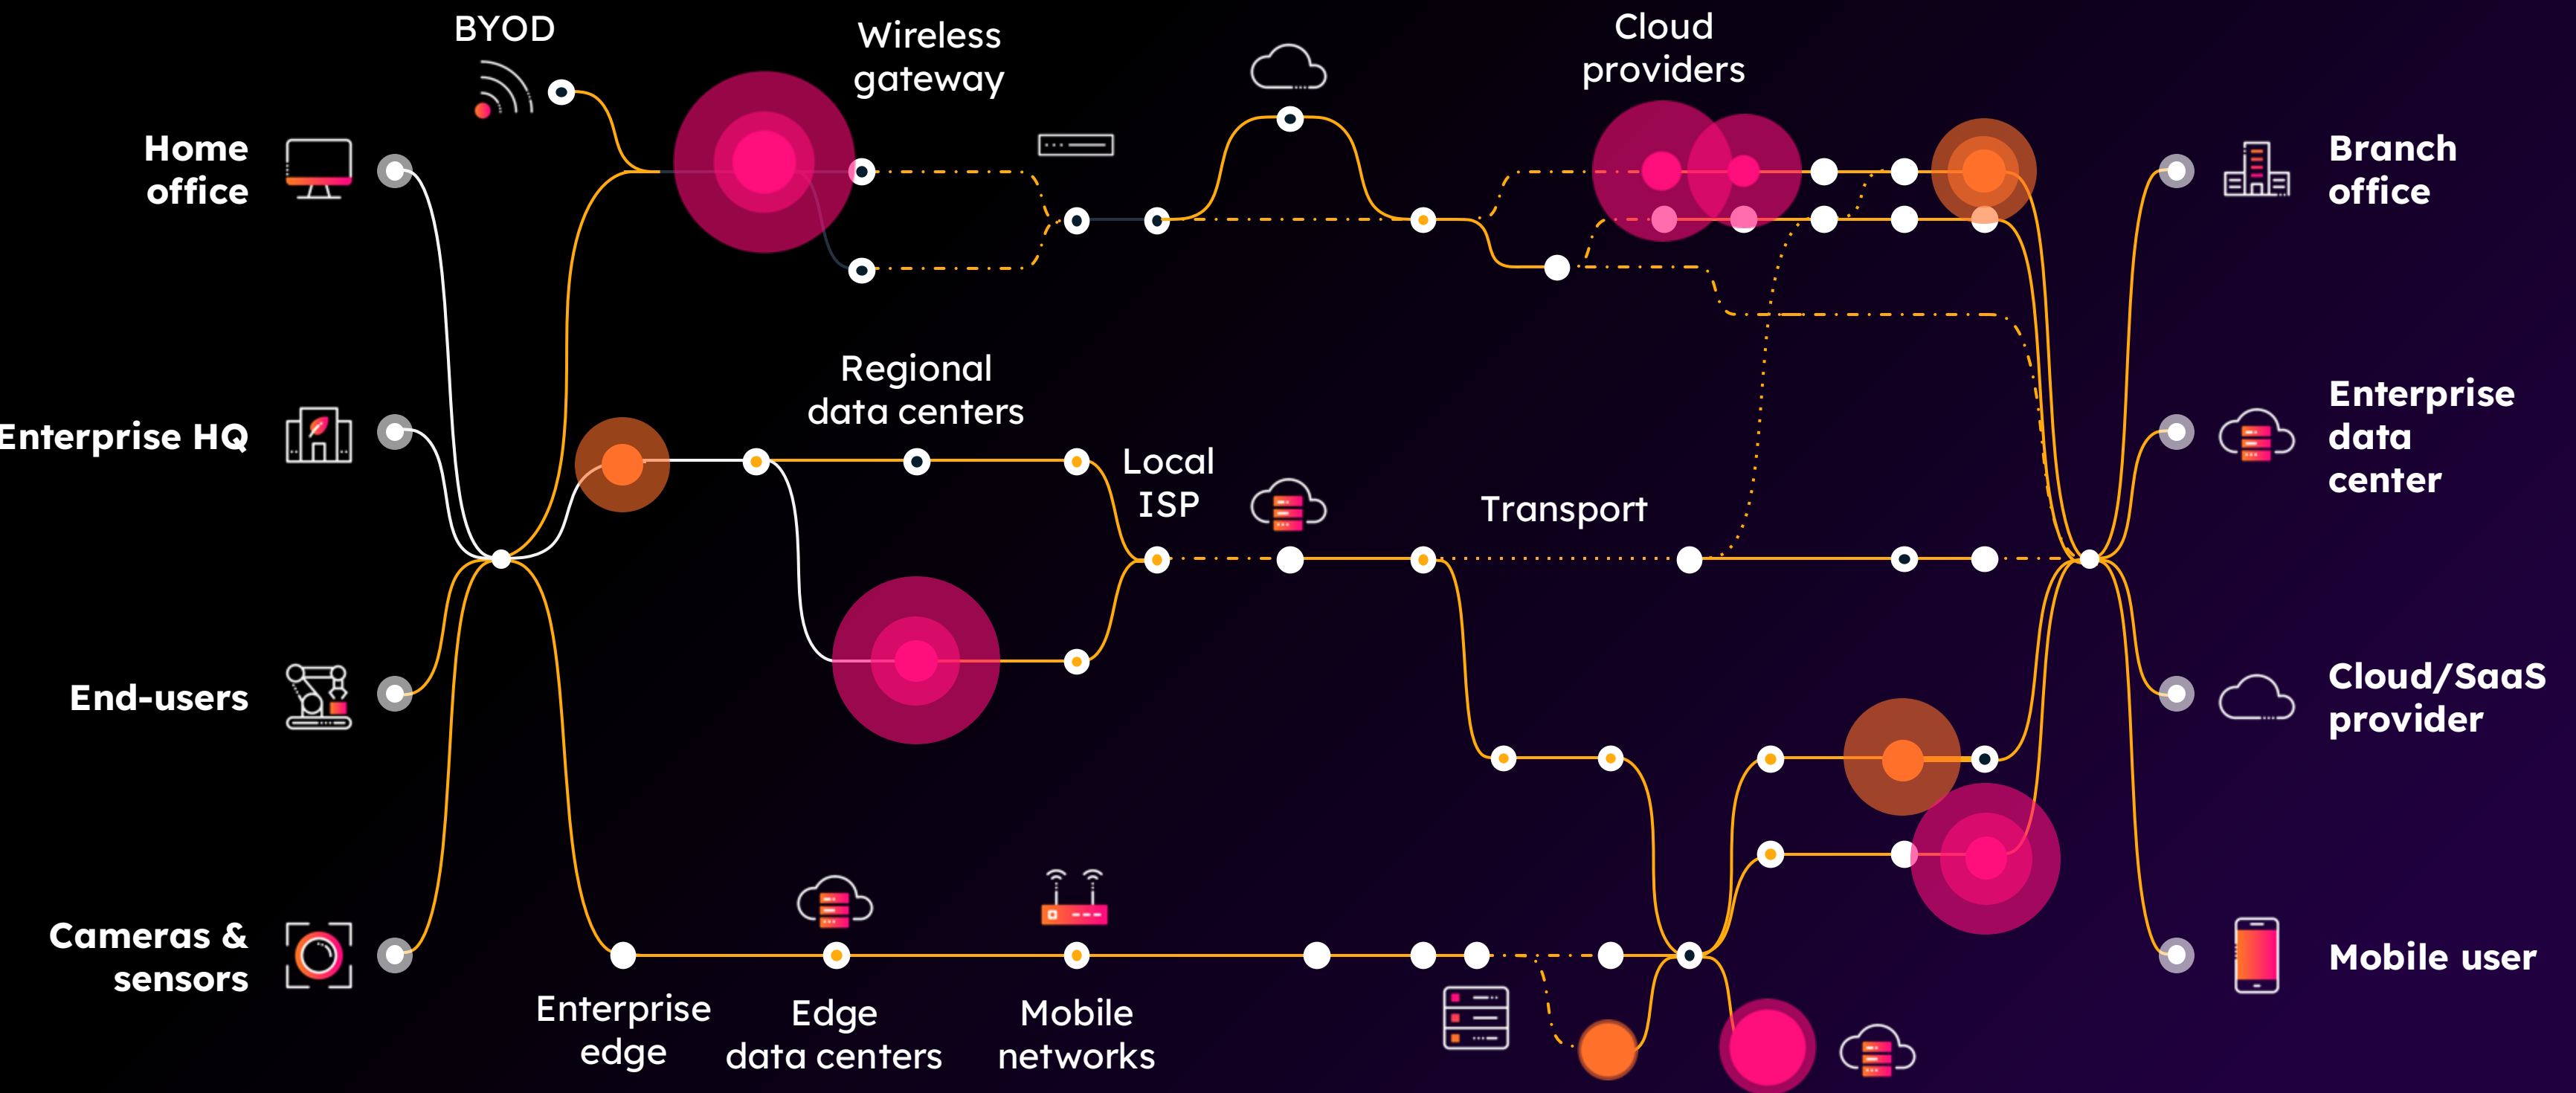 BYOD
Wireless
gateway
Cloud
providers
Home
office
Branch
office
Regional
data centers
Enterprise HQ
Local
ISP
Transport
Enterprise
data
center
End-users
Cloud/SaaS
provider
Cameras &
sensors
Mobile user
Enterprise
edge
Edge
data centers
Mobile
networks